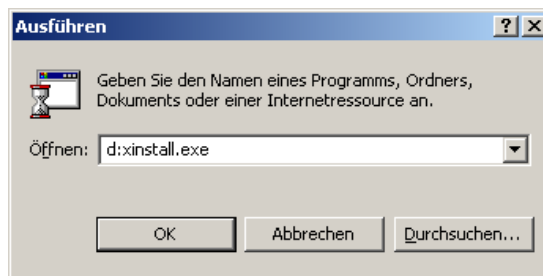 Ausführen
Geben Sie den Namen eines Programms, Ordners,
Dokuments oder einer Internetressource an.
Öffnen: d:xinstall.exe
OK Abbrechen Durchsuchen...